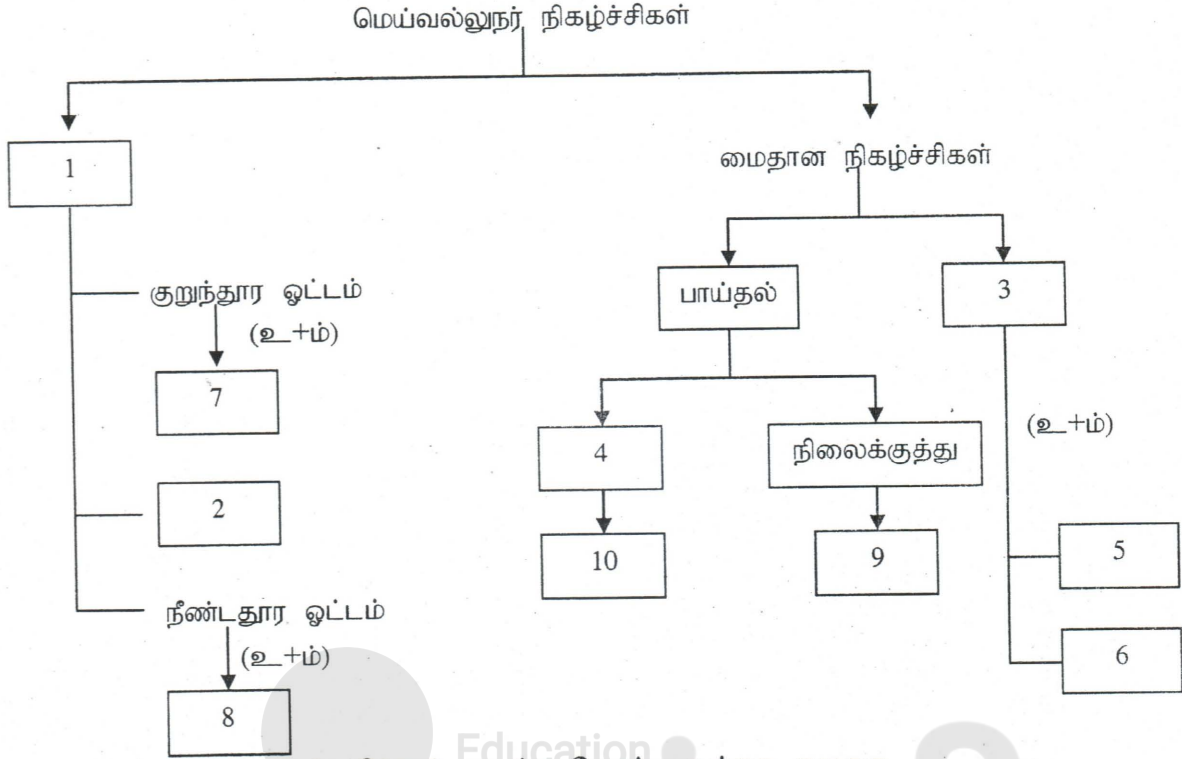 மெய்வல்லுநர் நிகழ்ச்சிகள்
1
மைதான நிகழ்ச்சிகள்
குறுந்தூர ஓட்டம்
(உ+ம்)
7
2
நீண்டதூர ஓட்டம்
(உ+ம்)
8
பாய்தல்
3
4
நிலைக்குத்து
10
9
(உ+ம்)
5
6
Education